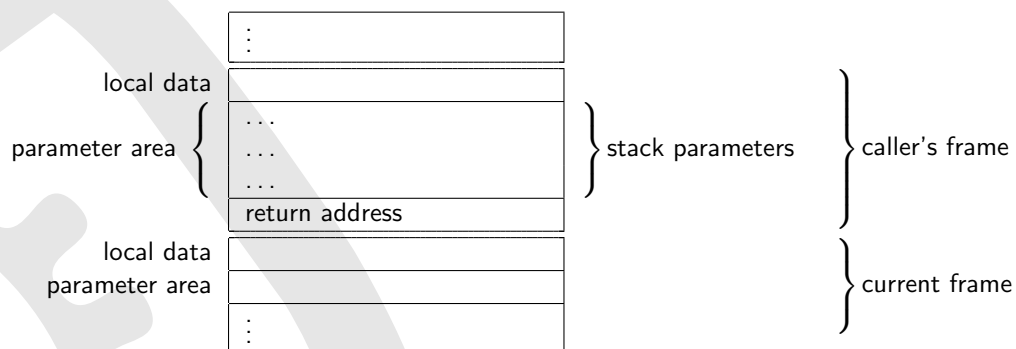 ⋮
local data
. . .
parameter area
. . .
stack parameters
caller's frame
. . .
return address
local data
parameter area
current frame
⋮